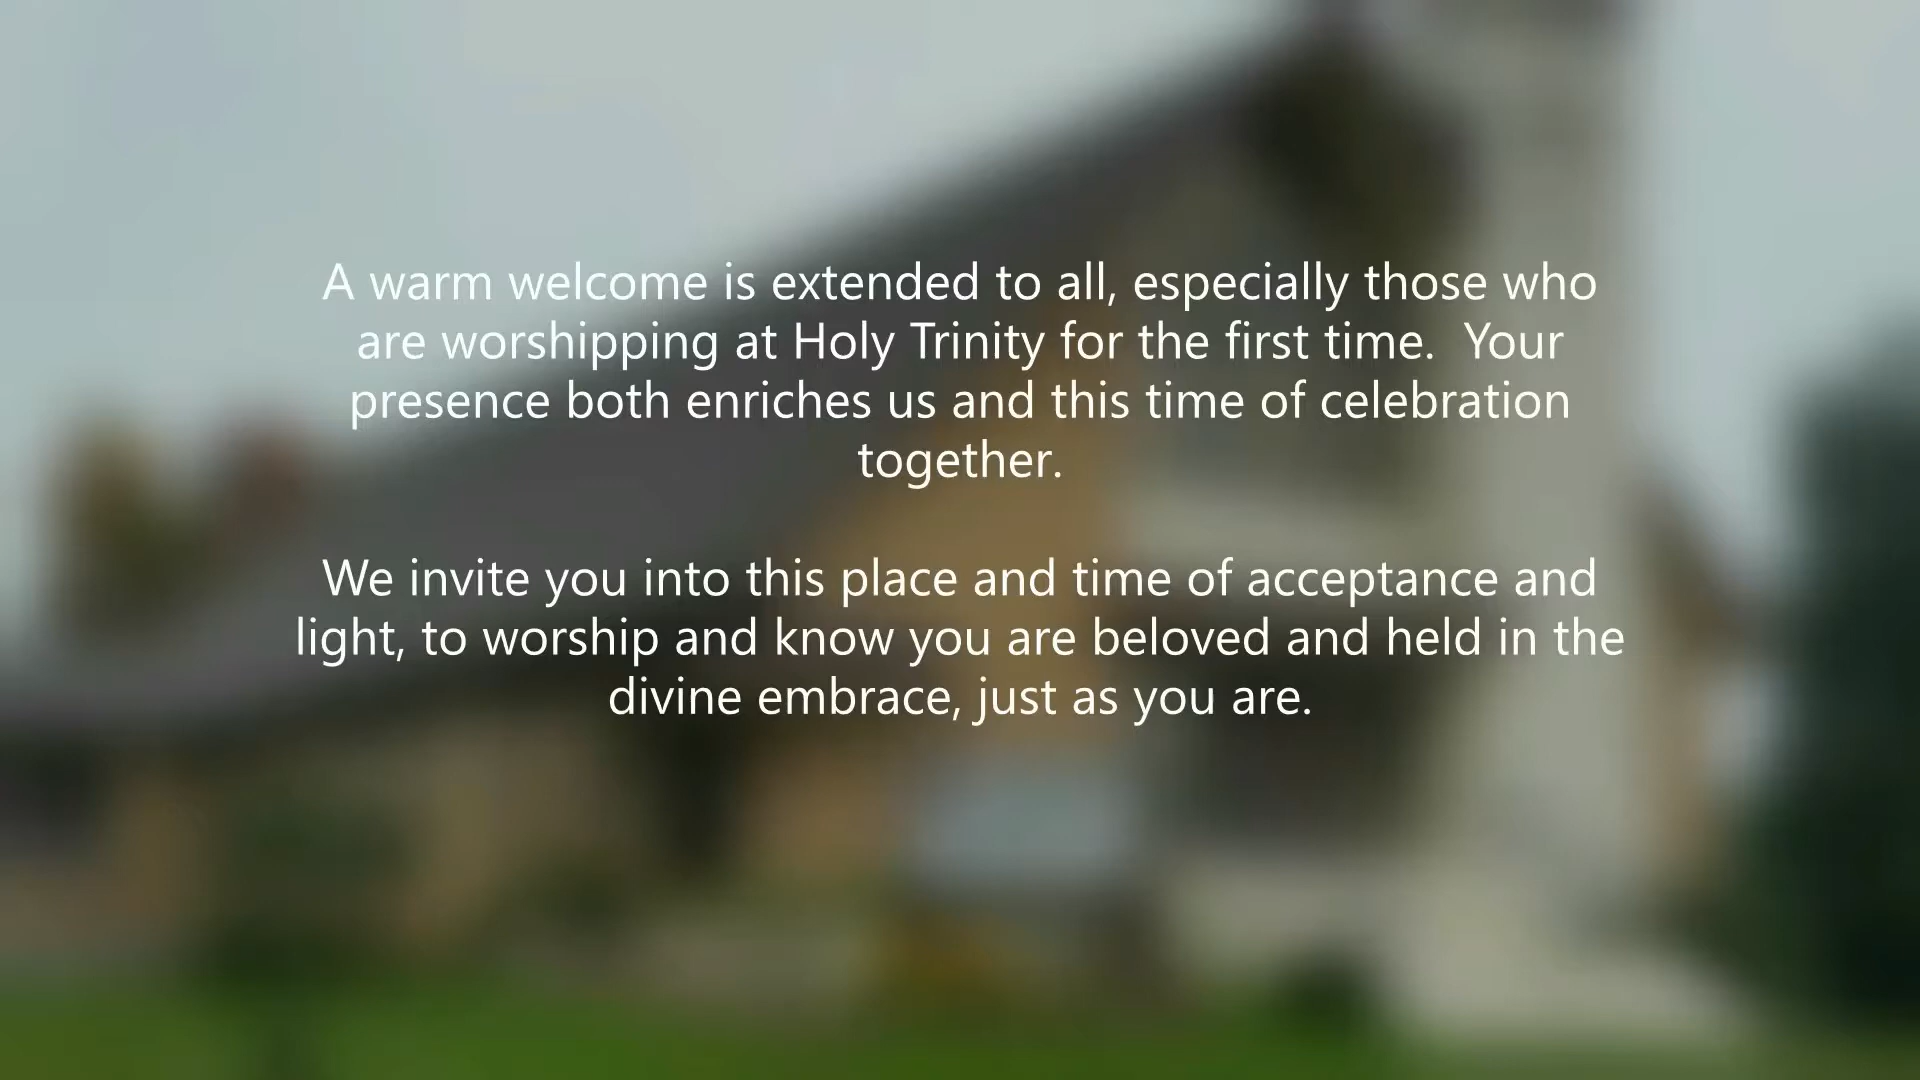 A warm welcome is extended to all, especially those who
are worshipping at Holy Trinity for the first time.  Your
presence both enriches us and this time of celebration
together.
We invite you into this place and time of acceptance and
light, to worship and know you are beloved and held in the
divine embrace, just as you are.